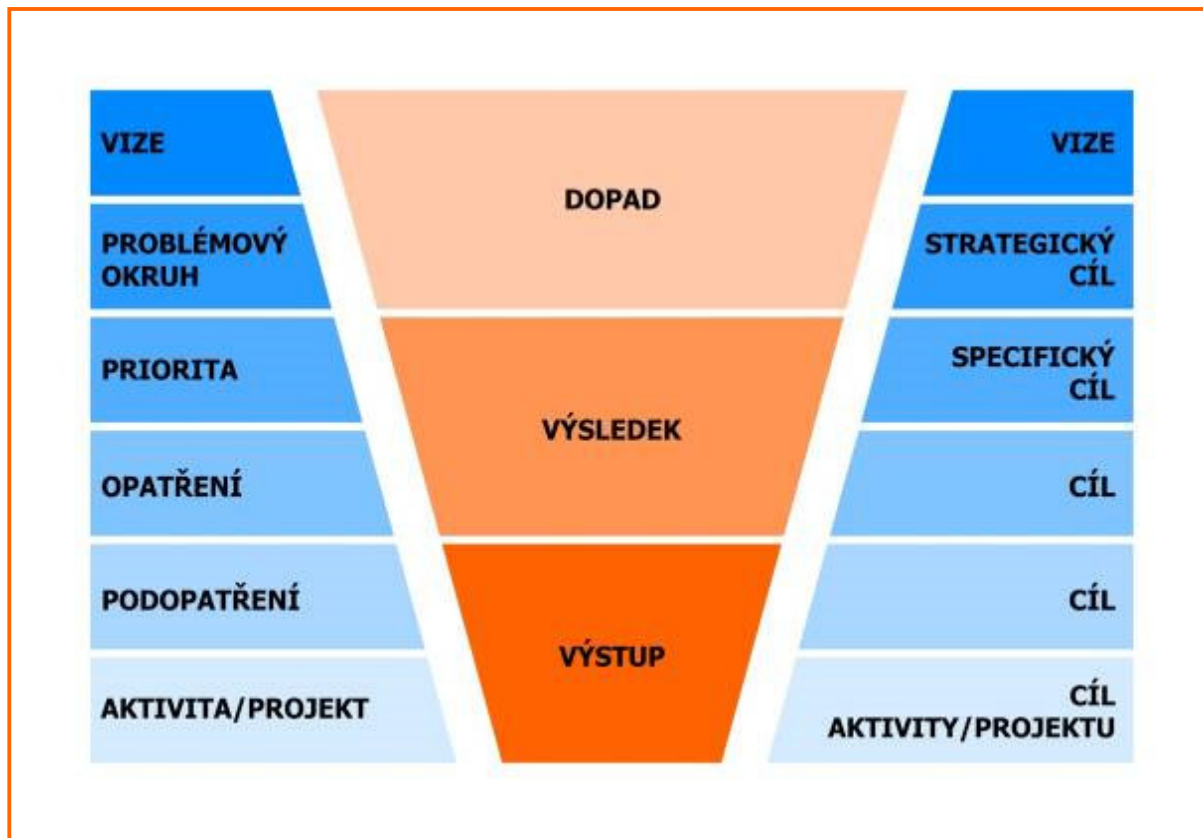 VIZE
PROBLÉMOVÝ
OKRUH
PRIORITA
OPATŘENÍ
PODOPATŘENÍ
AKTIVITA/PROJEKT
DOPAD
VÝSLEDEK
VÝSTUP
VIZE
STRATEGICKÝ
CÍL
SPECIFICKÝ
CÍL
CÍL
CÍL
CÍL
AKTIVITY/PROJEKTU